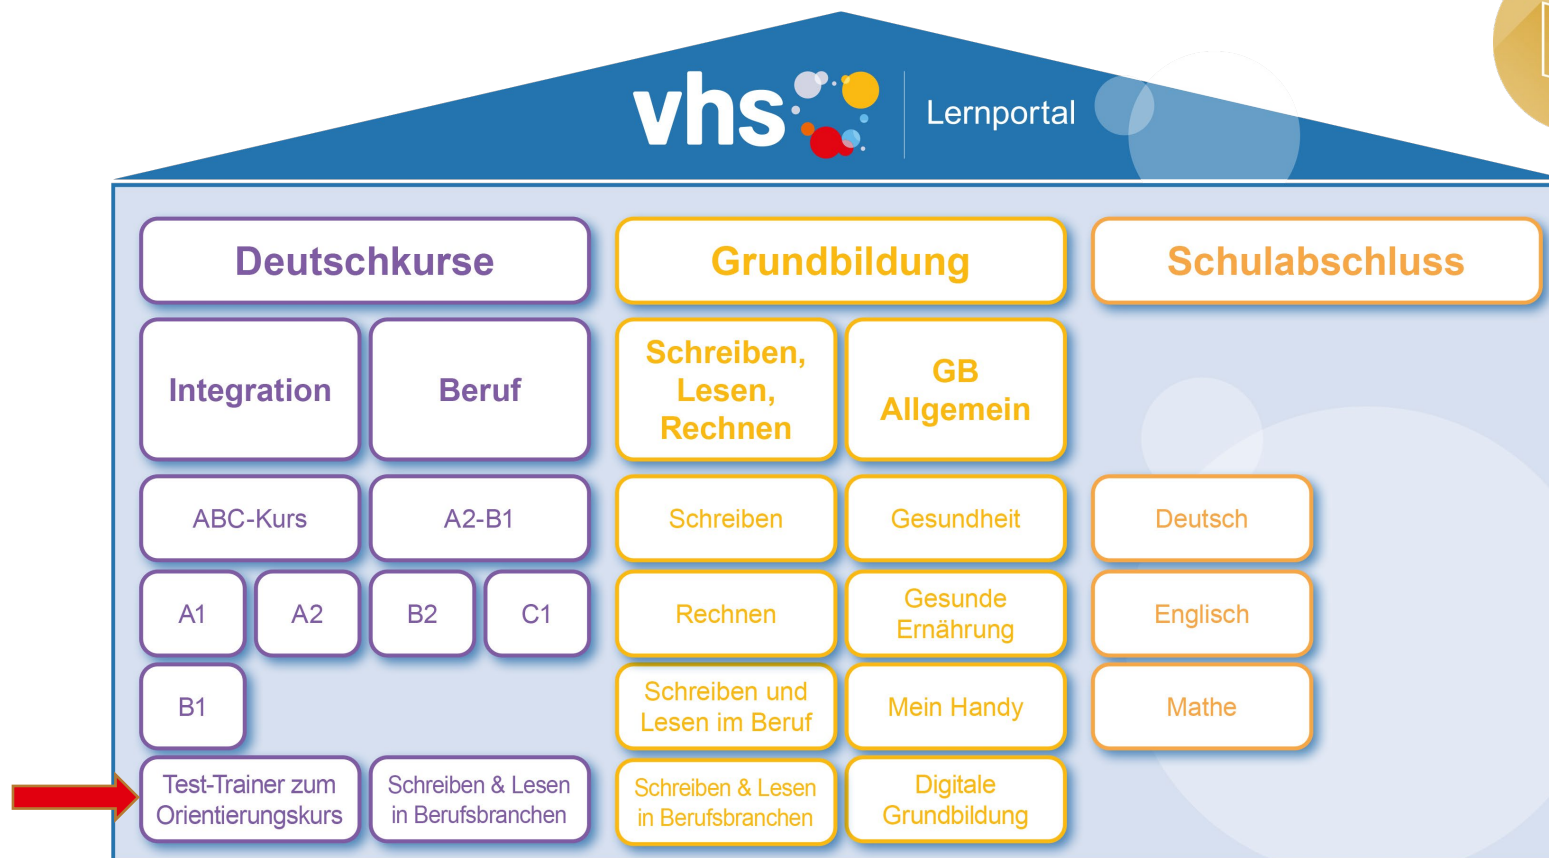 vhs
Lernportal
Deutschkurse
Grundbildung
Schulabschluss
Integration
Beruf
Schreiben,
Lesen,
Rechnen
GB
Allgemein
ABC-Kurs
A2-B1
Schreiben
Gesundheit
Deutsch
A1
A2
B2
C1
Rechnen
Gesunde
Ernährung
Englisch
B1
Schreiben und
Lesen im Beruf
Mein Handy
Mathe
Test-Trainer zum
Orientierungskurs
Schreiben & Lesen
in Berufsbranchen
Schreiben & Lesen
in Berufsbranchen
Digitale
Grundbildung